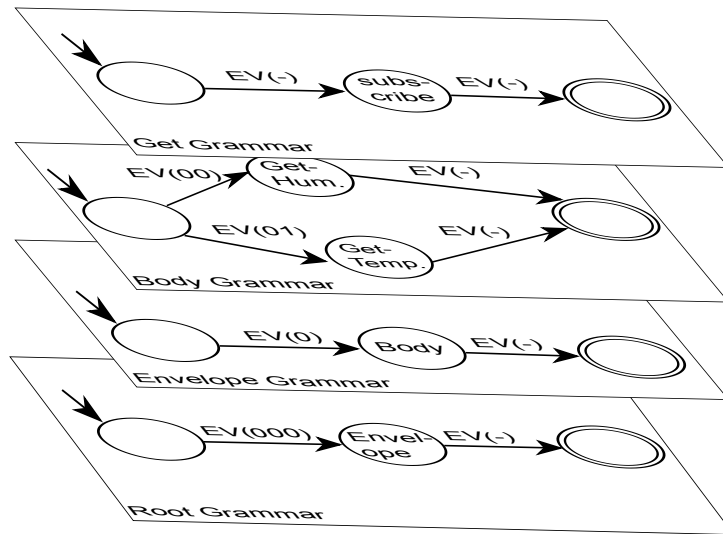 EV(-)
subs-
cribe
EV(-)
Get Grammar
EV(00)
Get-
Hum.
EV(-)
EV(01)
Get-
Temp.
EV(-)
Body Grammar
EV(0)
Body
EV(-)
Envelope Grammar
EV(000)
Envel-
ope
EV(-)
Root Grammar